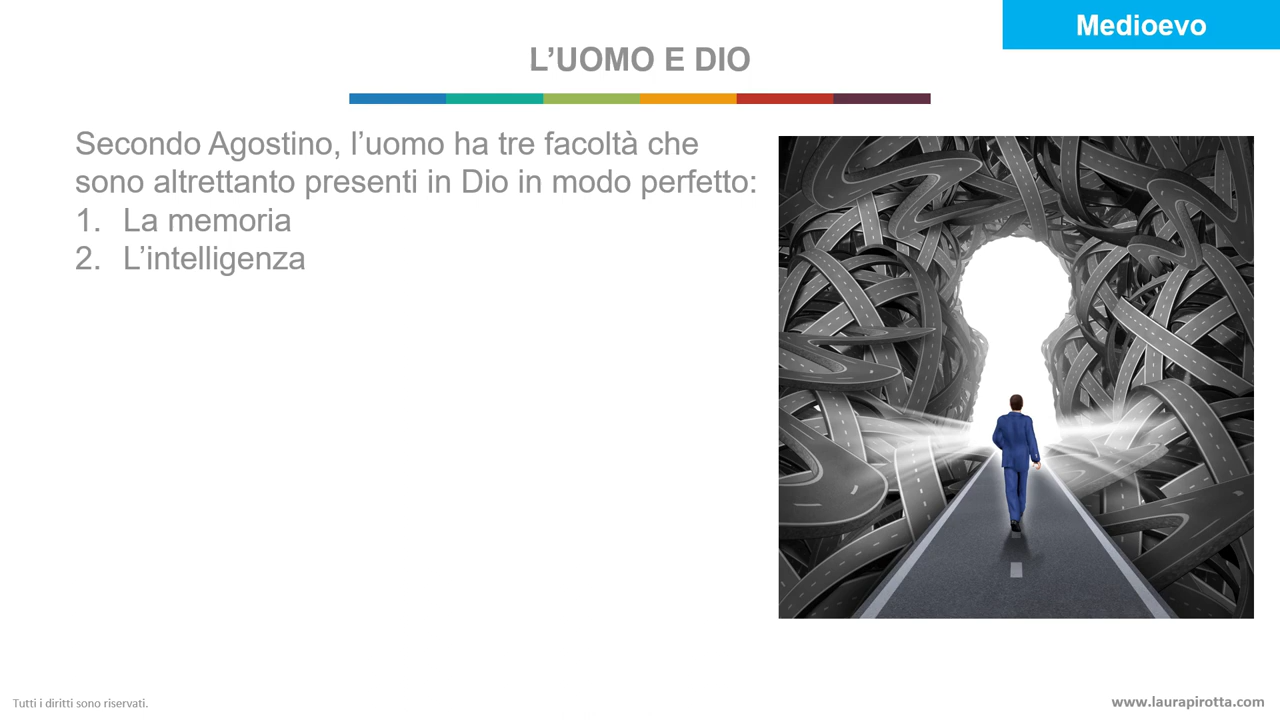 Medioevo
L’UOMO E DIO
Secondo Agostino, l’uomo ha tre facoltà che
sono altrettanto presenti in Dio in modo perfetto:
1. La memoria
2. L’intelligenza
Tutti i diritti sono riservati.
www.laurapirotta.com